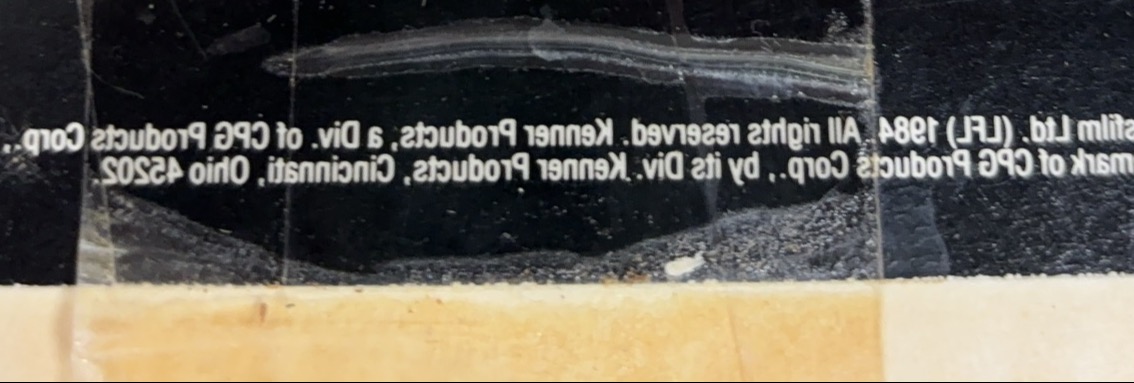 sfilm Ltd. (LFL) 1984 All rights reserved. Kenner Products, a Div. of CPG Products Corp.,
mark of CPG Products Corp., by its Div. Kenner Products, Cincinnati, Ohio 45202.